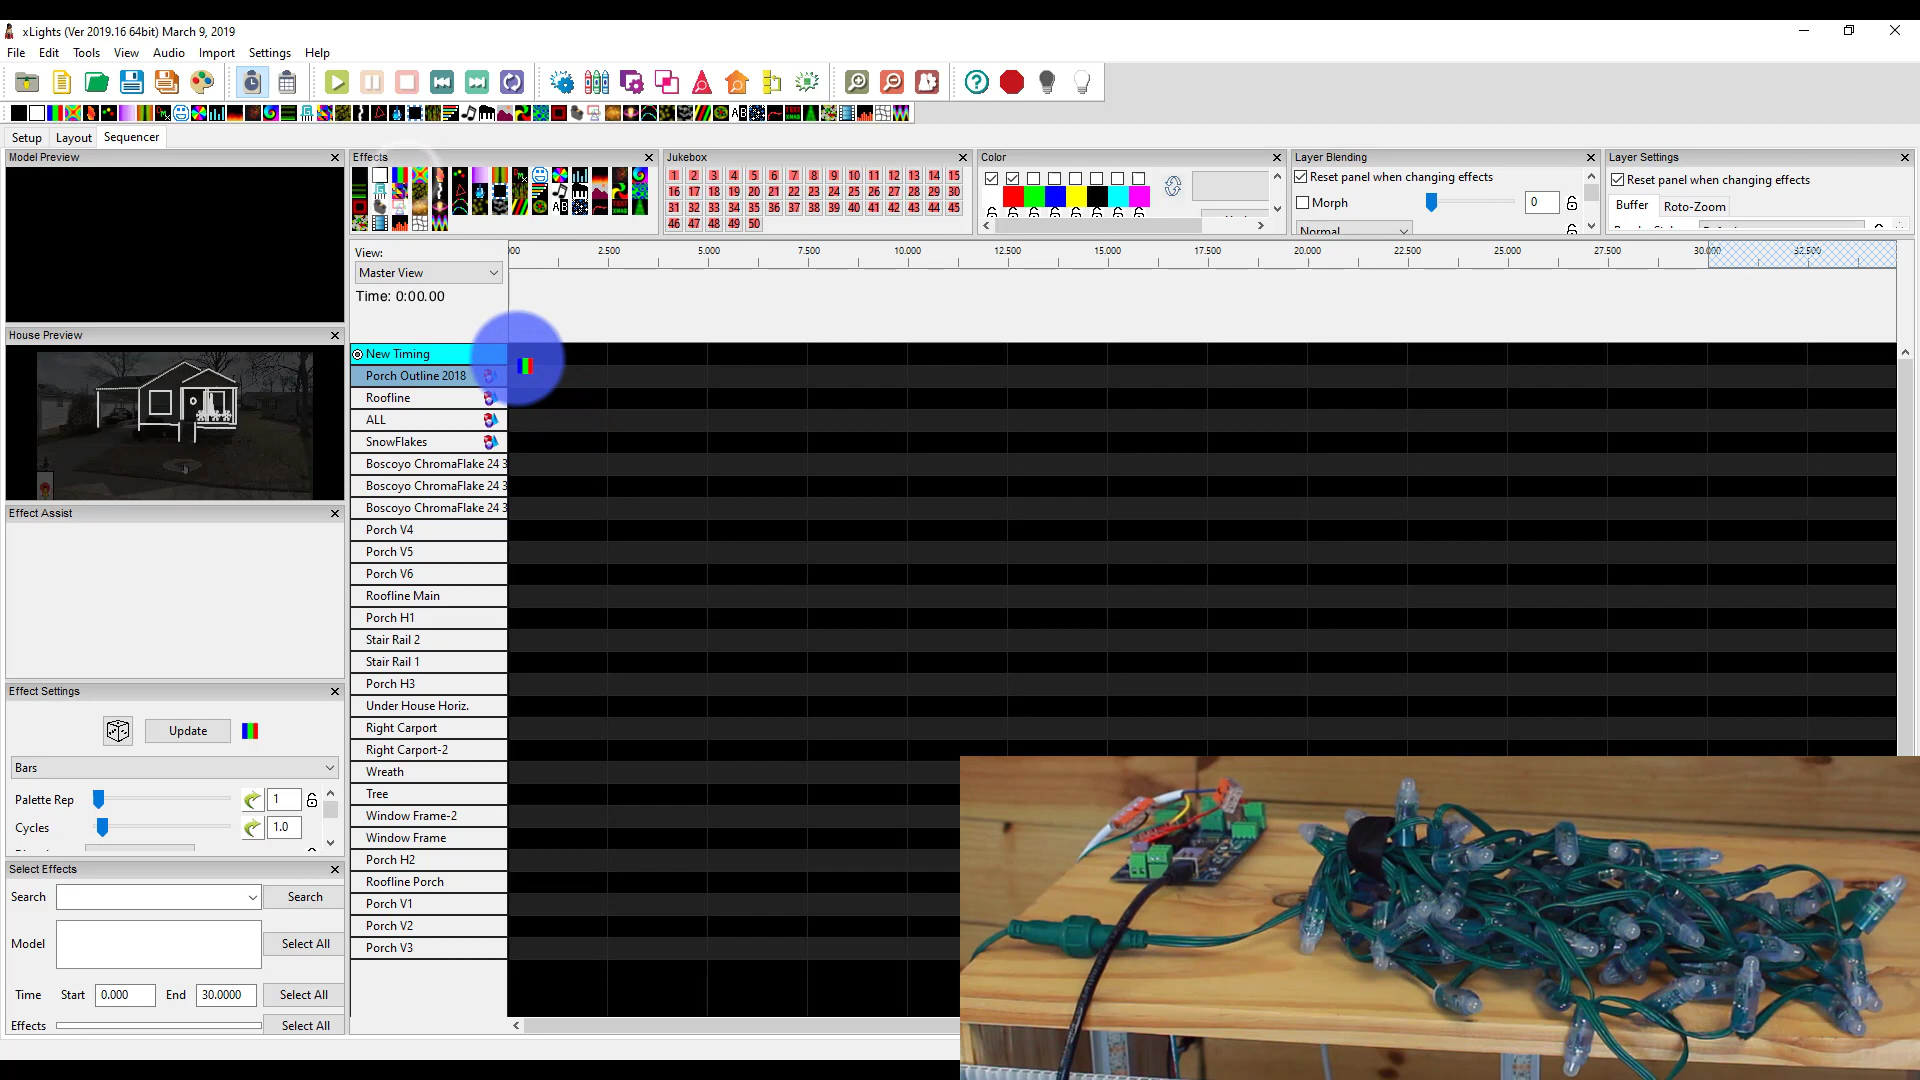 xLights (Ver 2019.16 64bit) March 9, 2019
File Edit Tools View Audio Import Settings Help
Setup Layout Sequencer
Model Preview
Effects
Jukebox
Color
Layer Blending
Layer Settings
1 2 3 4 5 6 7 8 9 10 11 12 13 14 15
16 17 18 19 20 21 22 23 24 25 26 27 28 29 30
31 32 33 34 35 36 37 38 39 40 41 42 43 44 45
46 47 48 49 50
Reset panel when changing effects
Morph
0
Normal
Reset panel when changing effects
Buffer Roto-Zoom
View:
Master View
Time: 0:00.00
2.500 5.000 7.500 10.000 12.500 15.000 17.500 20.000 22.500 25.000 27.500 30.000 32.500
House Preview
New Timing
Porch Outline 2018
Roofline
ALL
SnowFlakes
Boscoyo ChromaFlake 24 3
Boscoyo ChromaFlake 24 3
Boscoyo ChromaFlake 24 3
Porch V4
Porch V5
Porch V6
Roofline Main
Porch H1
Stair Rail 2
Stair Rail 1
Porch H3
Under House Horiz.
Right Carport
Right Carport-2
Wreath
Tree
Window Frame-2
Window Frame
Porch H2
Roofline Porch
Porch V1
Porch V2
Porch V3
Effect Assist
Effect Settings
Update
Bars
Palette Rep 1
Cycles 1.0
Select Effects
Search Search
Model Select All
Time Start 0.000 End 30.0000 Select All
Effects Select All